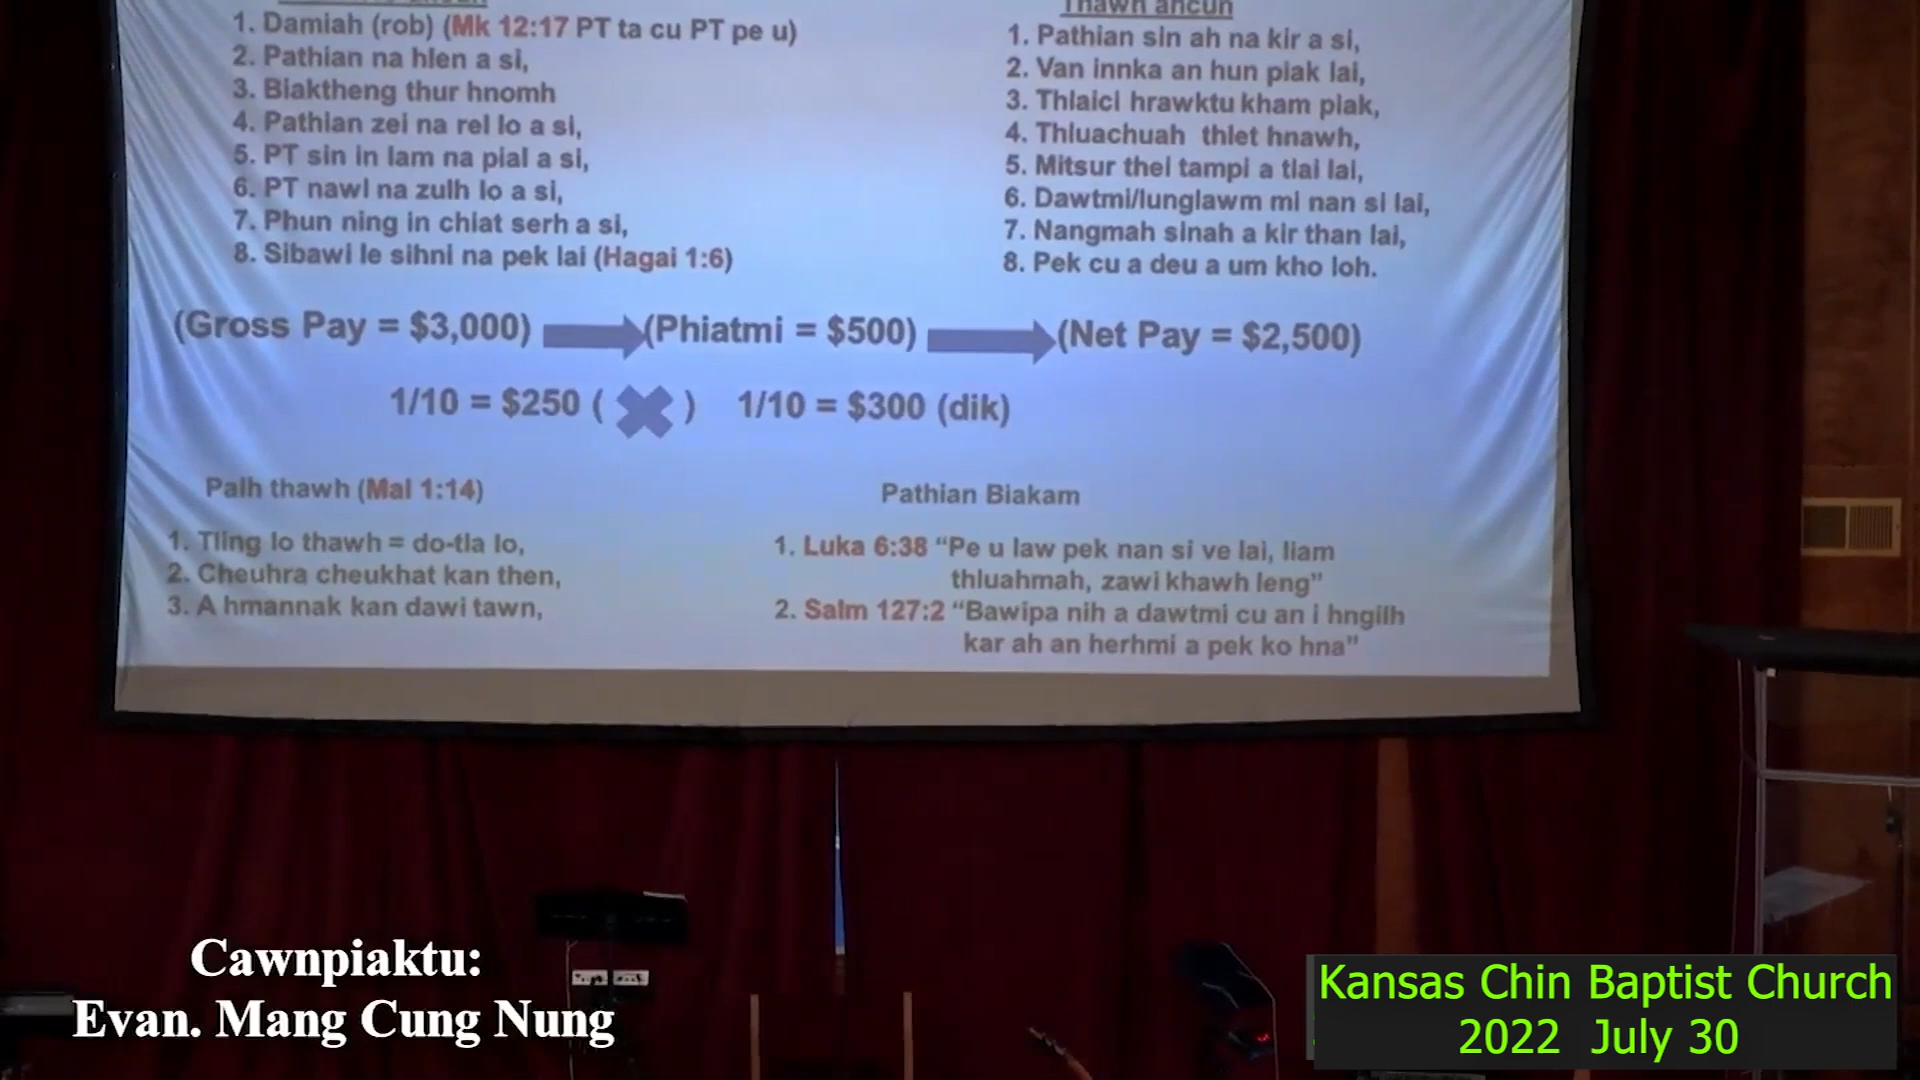 1. Damiah (rob) (Mk 12:17 PT ta cu PT pe u)
2. Pathian na hlen a si,
3. Biaktheng thur hnomh
4. Pathian zei na rel lo a si,
5. PT sin in lam na pial a si,
6. PT nawl na zulh lo a si,
7. Phun ning in chiat serh a si,
8. Sibawi le sihni na pek lai (Hagai 1:6)
Thawh ahcun
1. Pathian sin ah na kir a si,
2. Van innka an hun piak lai,
3. Thlaici hrawktu kham piak,
4. Thluachuah thlet hnawh,
5. Mitsur thei tampi a tlai lai,
6. Dawtmi/lunglawm mi nan si lai,
7. Nangmah sinah a kir than lai,
8. Pek cu a deu a um kho loh.
(Gross Pay = $3,000) (Phiatmi = $500) (Net Pay = $2,500)
1/10 = $250 ( ) 1/10 = $300 (dik)
Palh thawh (Mal 1:14)
1. Tling lo thawh = do-tla lo,
2. Cheuhra cheukhat kan then,
3. A hmannak kan dawi tawn,
Pathian Biakam
1. Luka 6:38 “Pe u law pek nan si ve lai, liam
thluahmah, zawi khawh leng”
2. Salm 127:2 “Bawipa nih a dawtmi cu an i hngilh
kar ah an herhmi a pek ko hna”
Cawnpiaktu:
Evan. Mang Cung Nung
Kansas Chin Baptist Church
2022 July 30